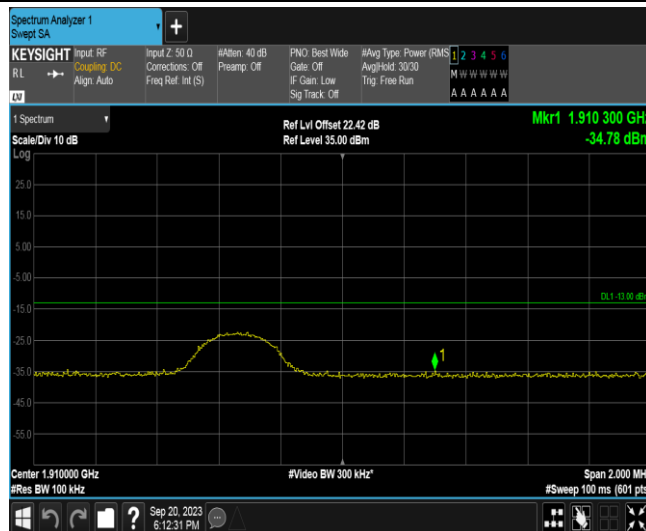 Spectrum Analyzer 1
Swept SA
+
KEYSIGHT Input: RF Input Z: 50 Ω #Atten: 40 dB PNO: Best Wide #Avg Type: Power (RMS 1 2 3 4 5 6
RL Coupling: DC Corrections: Off Preamp: Off Gate: Off Avg|Hold: 30/30 M W W W W W
Align: Auto Freq Ref: Int (S) IF Gain: Low Trig: Free Run
Sig Track: Off A A A A A A
LXI
1 Spectrum
Ref Lvl Offset 22.42 dB Mkr1 1.910 300 GHz
Scale/Div 10 dB Ref Level 35.00 dBm -34.78 dBm
Log
25.0
15.0
5.00
-5.00
DL1 -13.00 dBm
-15.0
-25.0
1
-35.0
-45.0
-55.0
Center 1.910000 GHz #Video BW 300 kHz* Span 2.000 MH
#Res BW 100 kHz #Sweep 100 ms (601 pts
?
Sep 20, 2023
6:12:31 PM